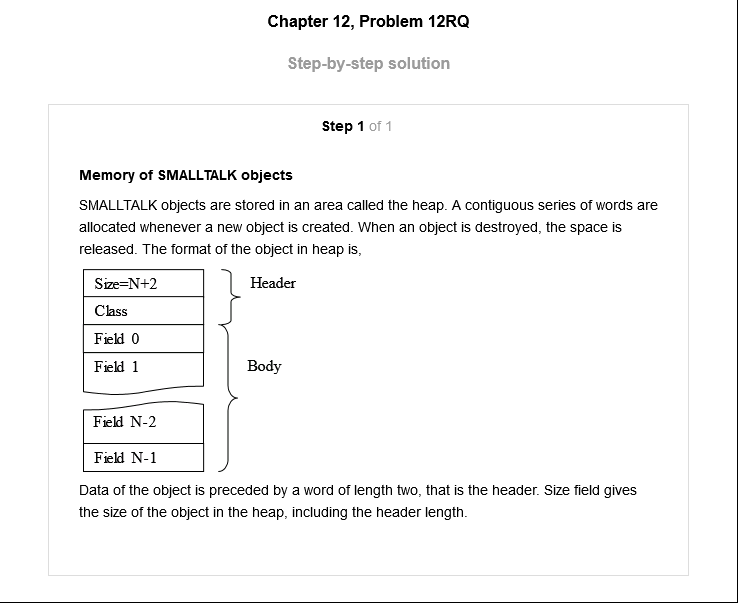 Chapter 12, Problem 12RQ
Step-by-step solution
Step 1 of 1
Memory of SMALLTALK objects
SMALLTALK objects are stored in an area called the heap. A contiguous series of words are
allocated whenever a new object is created. When an object is destroyed, the space is
released. The format of the object in heap is,
Size=N+2
Header
Class
Field 0
Field 1
Body
Field N-2
Field N-1
Data of the object is preceded by a word of length two, that is the header. Size field gives
the size of the object in the heap, including the header length.